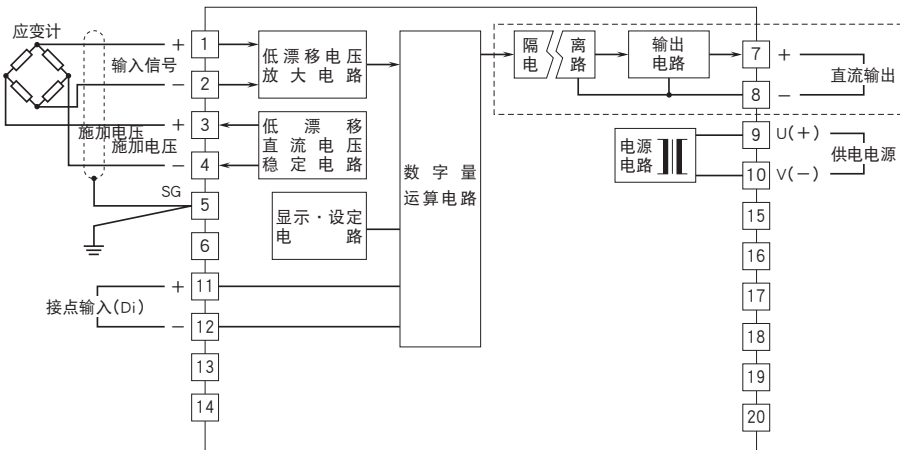 应变计
输入信号
施加电压
施加电压
SG
接点输入(Di)
+ 1
− 2
+ 3
− 4
5
6
+ 11
− 12
13
14
低漂移电压
放大电路
低漂移
直流电压
稳定电路
显示·设定
电路
数字量
运算电路
隔离
电路
输出
电路
电源
电路
7 +
8 −
直流输出
9 U(+)
10 V(−)
供电电源
15
16
17
18
19
20